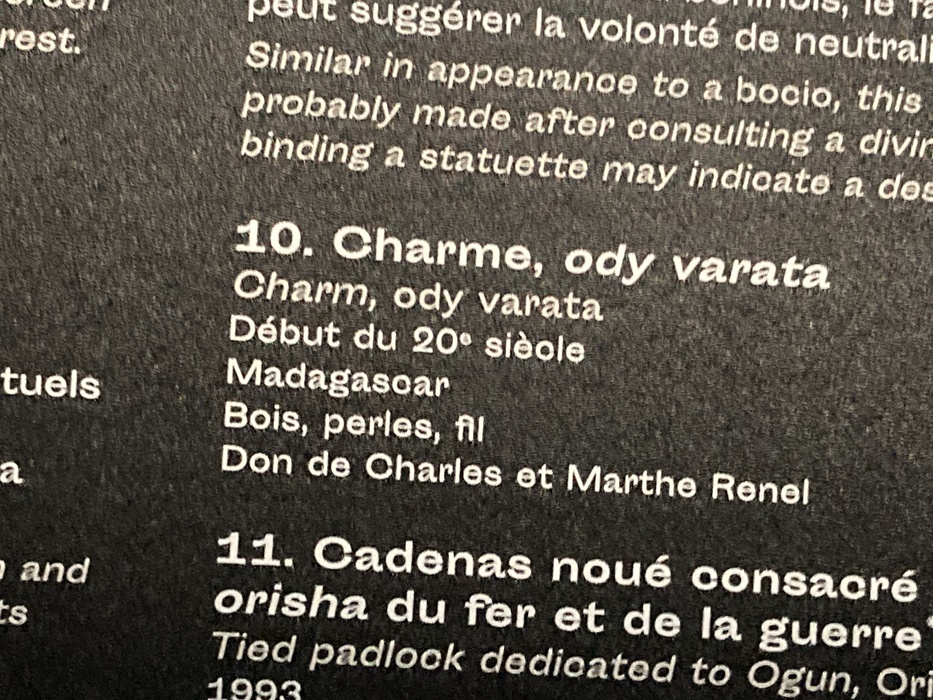 rest.
peut suggérer la volonté de neutrali
Similar in appearance to a bocio, this
probably made after consulting a divin
binding a statuette may indicate a des
10. Charme, ody varata
Charm, ody varata
Début du 20e siècle
Madagascar
Bois, perles, fil
Don de Charles et Marthe Renel
tuels
a
and
ts
11. Cadenas noué consacré
orisha du fer et de la guerre
Tied padlock dedicated to Ogun, Ori
1993